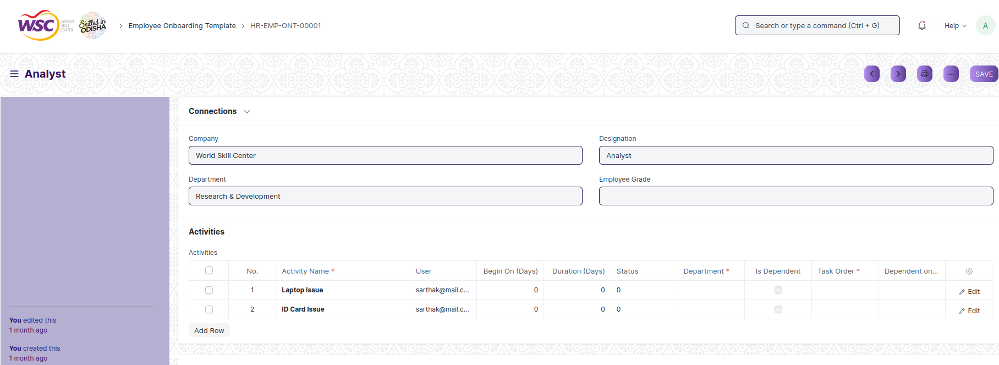 WSC WORLD SKILL CENTER
Skilled in ODISHA
Employee Onboarding Template HR-EMP-ONT-00001
Search or type a command (Ctrl + G)
Help
A
Analyst
SAVE
Connections
Company
World Skill Center
Designation
Analyst
Department
Research & Development
Employee Grade
Activities
Activities
No. Activity Name * User Begin On (Days) Duration (Days) Status Department * Is Dependent Task Order * Dependent on...
1 Laptop Issue sarthak@mail.c... 0 0 0 Edit
2 ID Card Issue sarthak@mail.c... 0 0 0 Edit
Add Row
You edited this
1 month ago
You created this
1 month ago